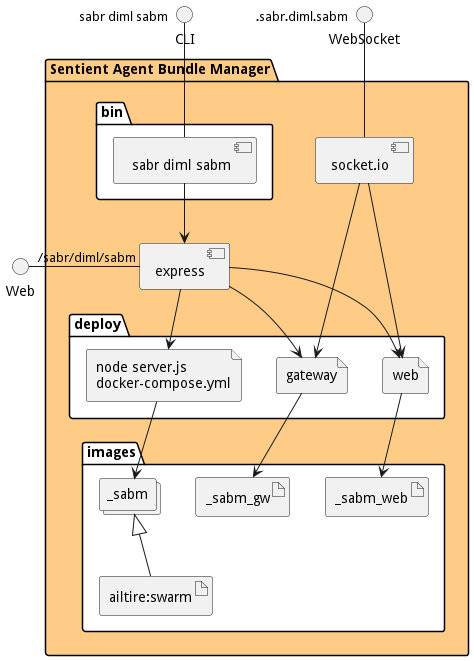 sabr diml sabm
.sabr.diml.sabm
CLI
WebSocket
Sentient Agent Bundle Manager
bin
sabr diml sabm
socket.io
/sabr/diml/sabm
express
Web
deploy
node server.js
docker-compose.yml
gateway
web
images
_sabm
_sabm_gw
_sabm_web
ailtire:swarm